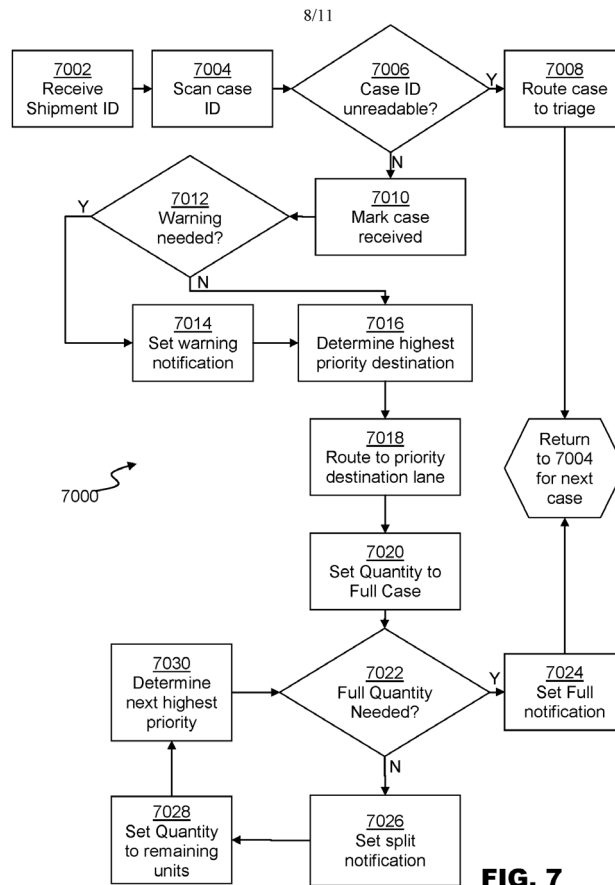 8/11
7002
Receive
Shipment ID
7004
Scan case
ID
7006
Case ID
unreadable?
Y
7008
Route case
to triage
N
7010
Mark case
received
7012
Warning
needed?
Y
N
7014
Set warning
notification
7016
Determine highest
priority destination
7018
Route to priority
destination lane
Return
to 7004
for next
case
7000
7020
Set Quantity to
Full Case
7022
Full Quantity
Needed?
Y
7024
Set Full
notification
7030
Determine
next highest
priority
N
7026
Set split
notification
7028
Set Quantity
to remaining
units
FIG. 7